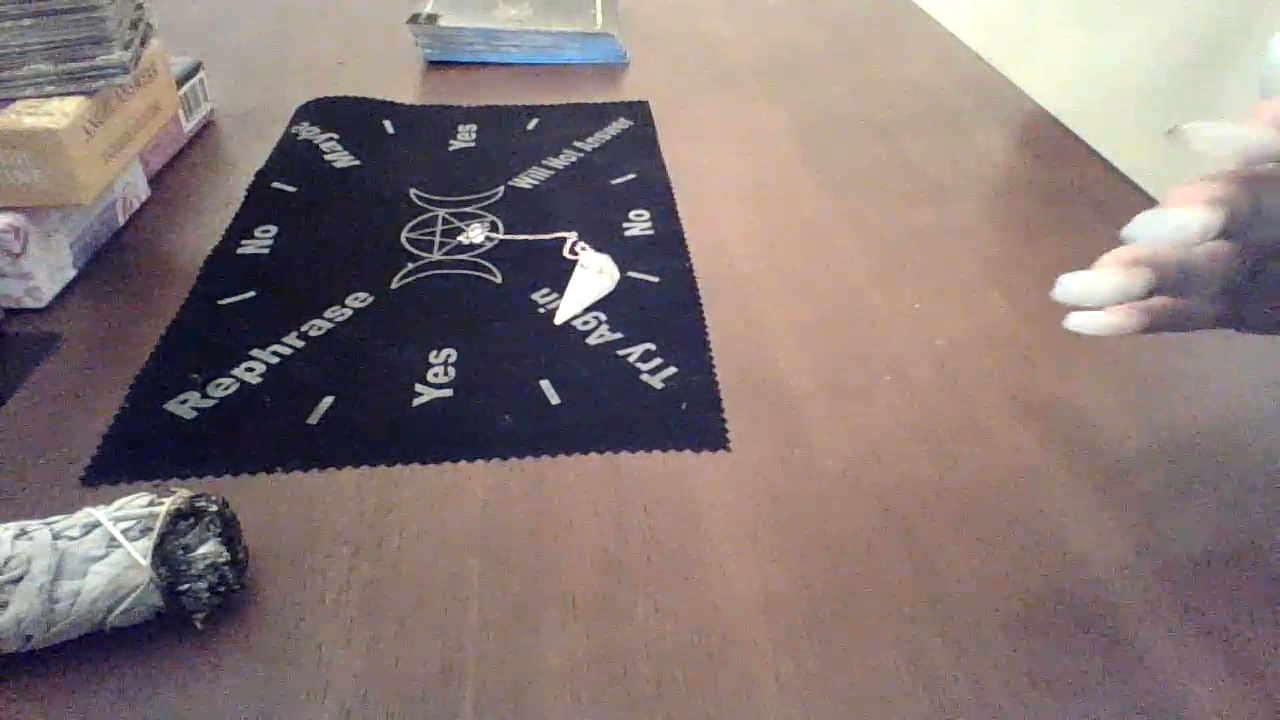 Maybe
Yes
Will Not Answer
No
No
Rephrase
Yes
Try Again